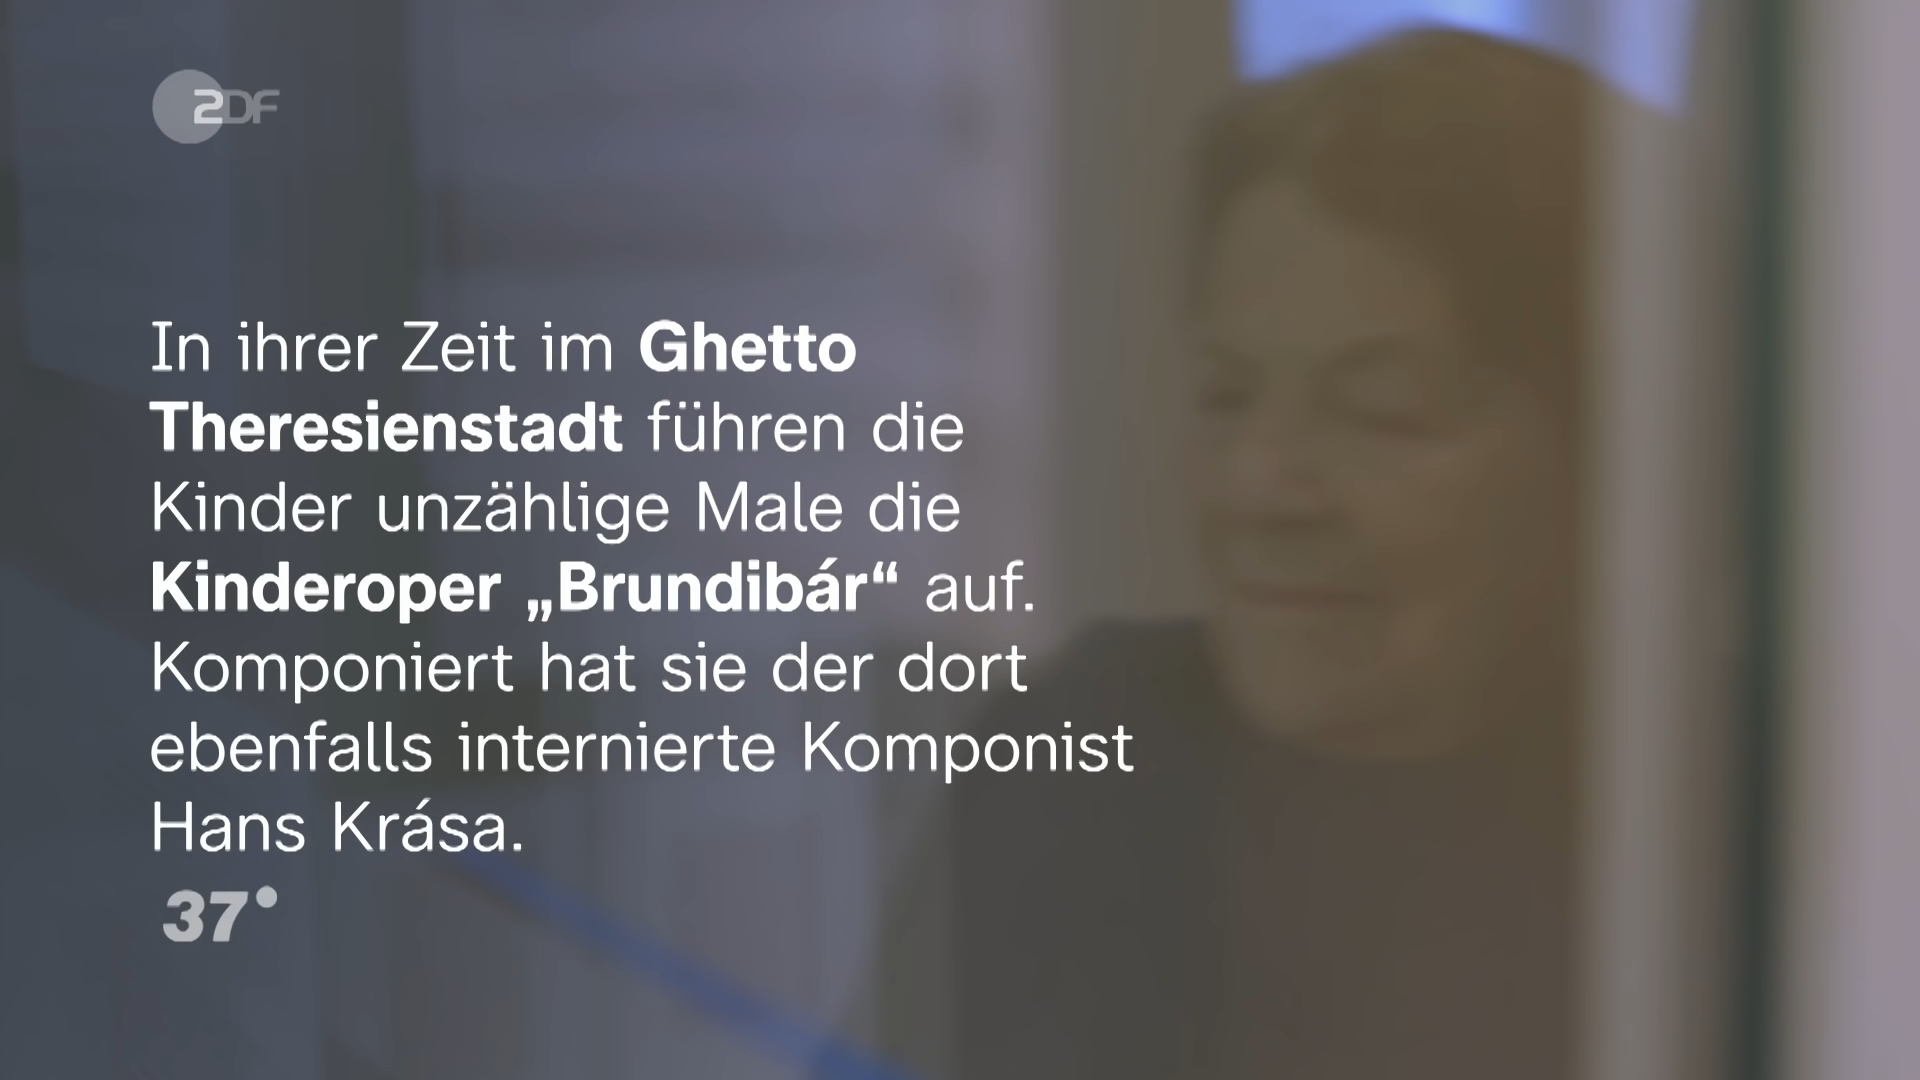 ZDF
In ihrer Zeit im Ghetto
Theresienstadt führen die
Kinder unzählige Male die
Kinderoper „Brundibár“ auf.
Komponiert hat sie der dort
ebenfalls internierte Komponist
Hans Krása.
37°